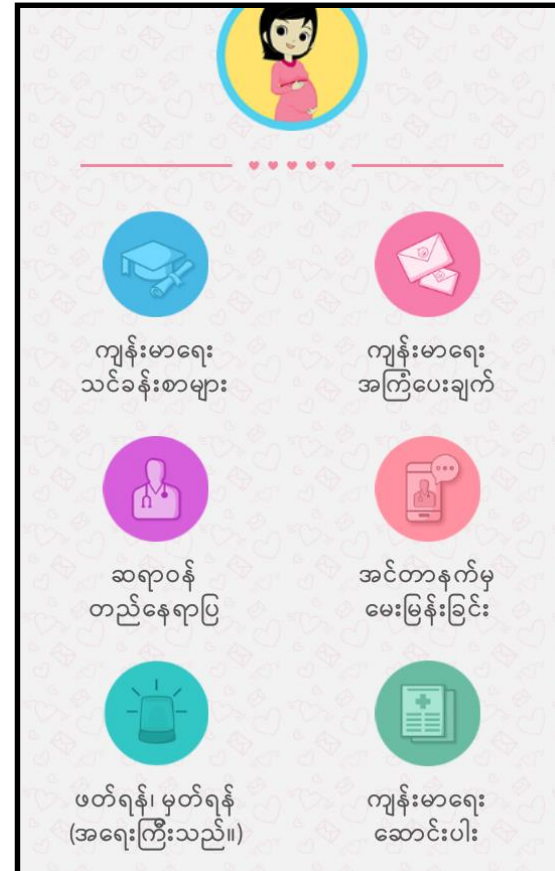 ကျန်းမာရေး
သင်ခန်းစာများ
ကျန်းမာရေး
အကြံပေးချက်
ဆရာဝန်
တည်နေရာပြ
အင်တာနက်မှ
မေးမြန်းခြင်း
ဖတ်ရန်၊ မှတ်ရန်
(အရေးကြီးသည်။)
ကျန်းမာရေး
ဆောင်းပါး